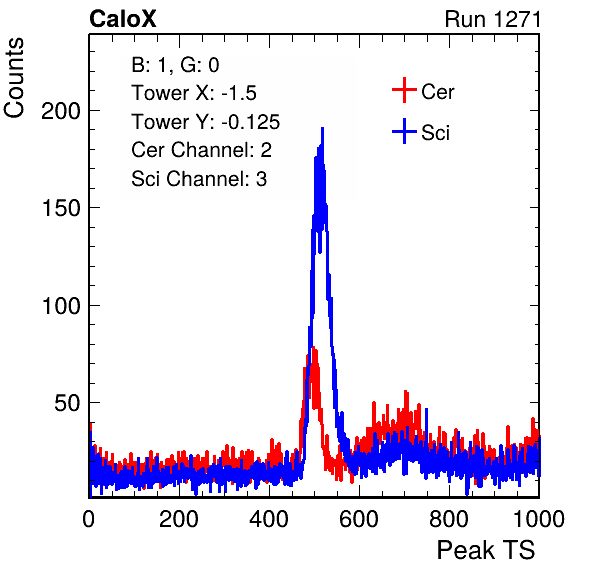 CaloX Run 1271
Counts
B: 1, G: 0
Tower X: -1.5
Tower Y: -0.125
Cer Channel: 2
Sci Channel: 3
Cer
Sci
200
150
100
50
0 200 400 600 800 1000
Peak TS